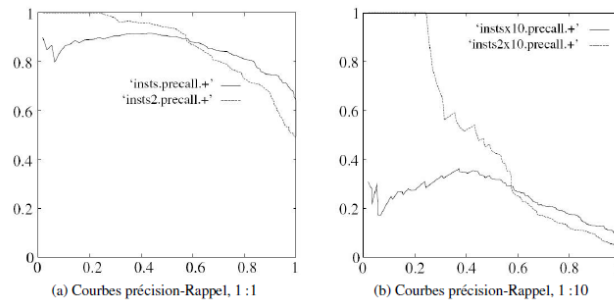 1
0.8
0.6
0.4
0.2
0
0 0.2 0.4 0.6 0.8 1
'insts.precall.+'
'insts2.precall.+'
(a) Courbes précision-Rappel, 1 :1
1
0.8
0.6
0.4
0.2
0
0 0.2 0.4 0.6 0.8 1
'instsx10.precall.+'
'insts2x10.precall.+'
(b) Courbes précision-Rappel, 1 :10